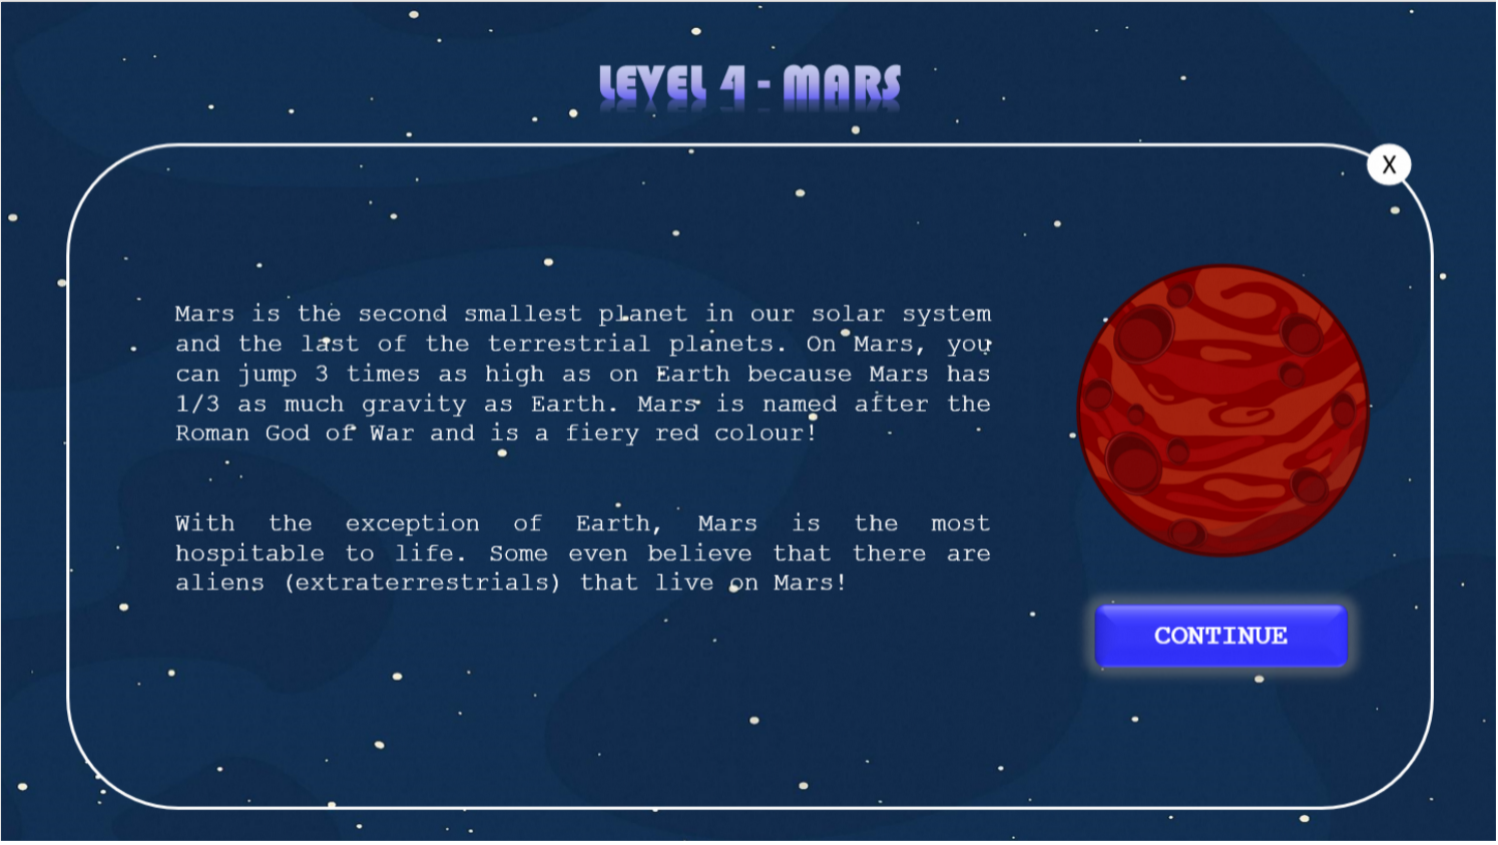 LEVEL 4 - MARS
X
Mars is the second smallest planet in our solar system
and the last of the terrestrial planets. On Mars, you
can jump 3 times as high as on Earth because Mars has
1/3 as much gravity as Earth. Mars is named after the
Roman God of War and is a fiery red colour!
With the exception of Earth, Mars is the most
hospitable to life. Some even believe that there are
aliens (extraterrestrials) that live on Mars!
CONTINUE